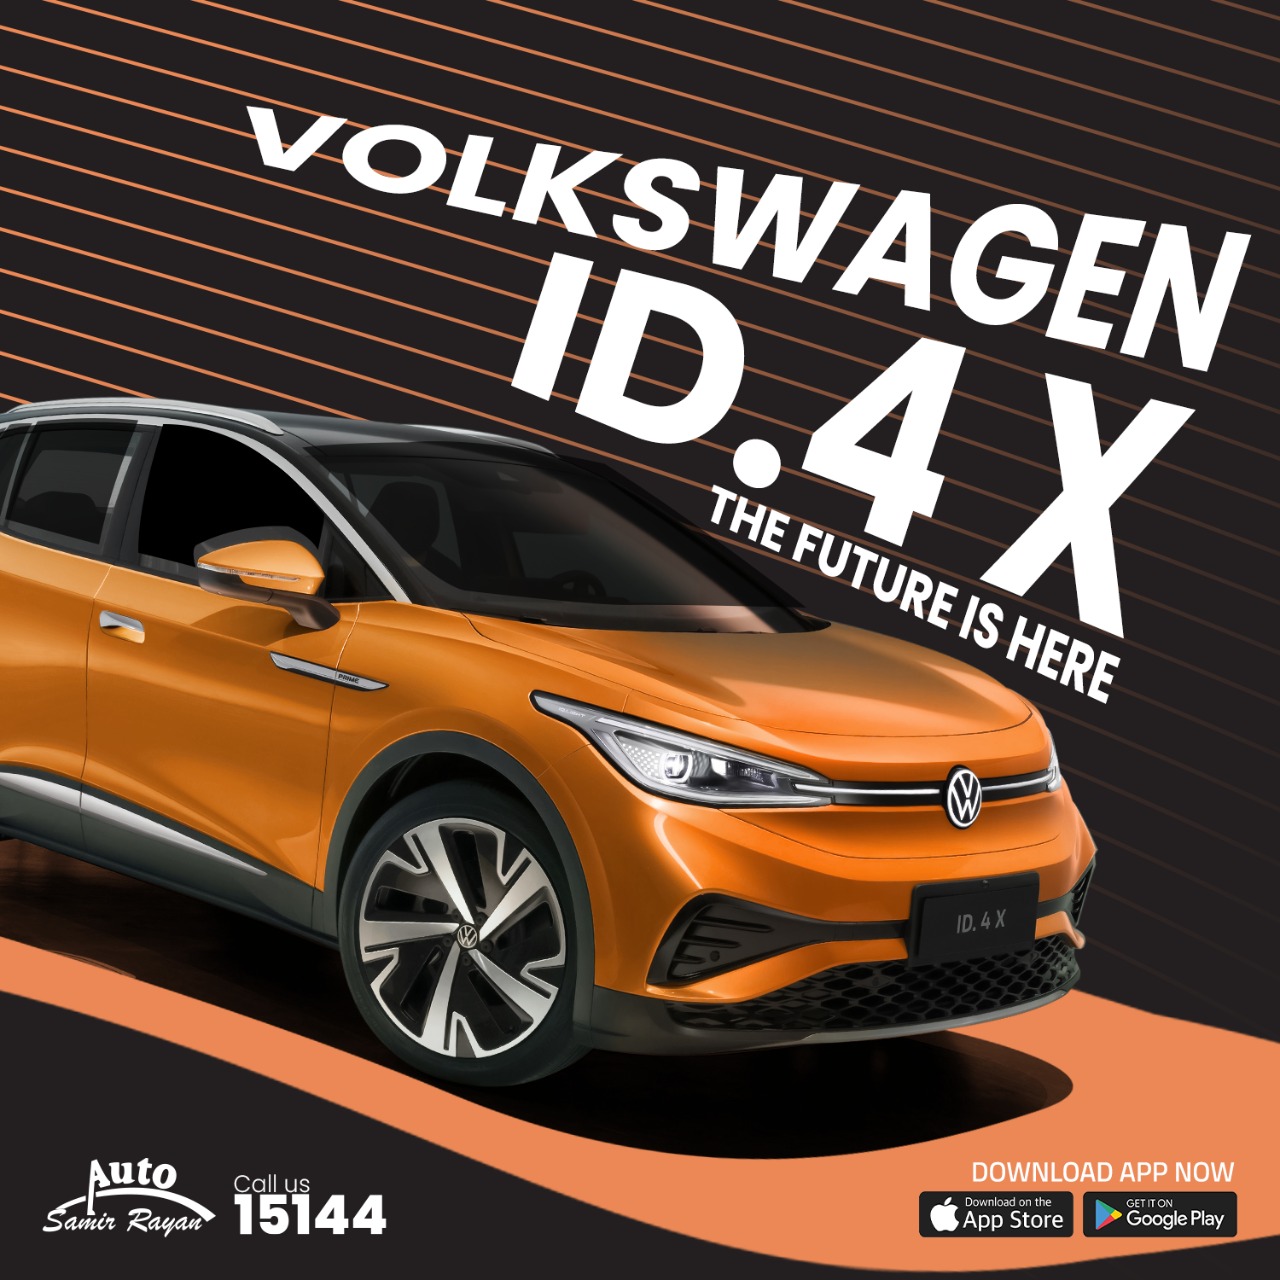 VOLKSWAGEN
ID.4 X
THE FUTURE IS HERE
PRIME
ID. 4 X
Auto
Samir Rayan
Call us
15144
DOWNLOAD APP NOW
Download on the
App Store
GET IT ON
Google Play